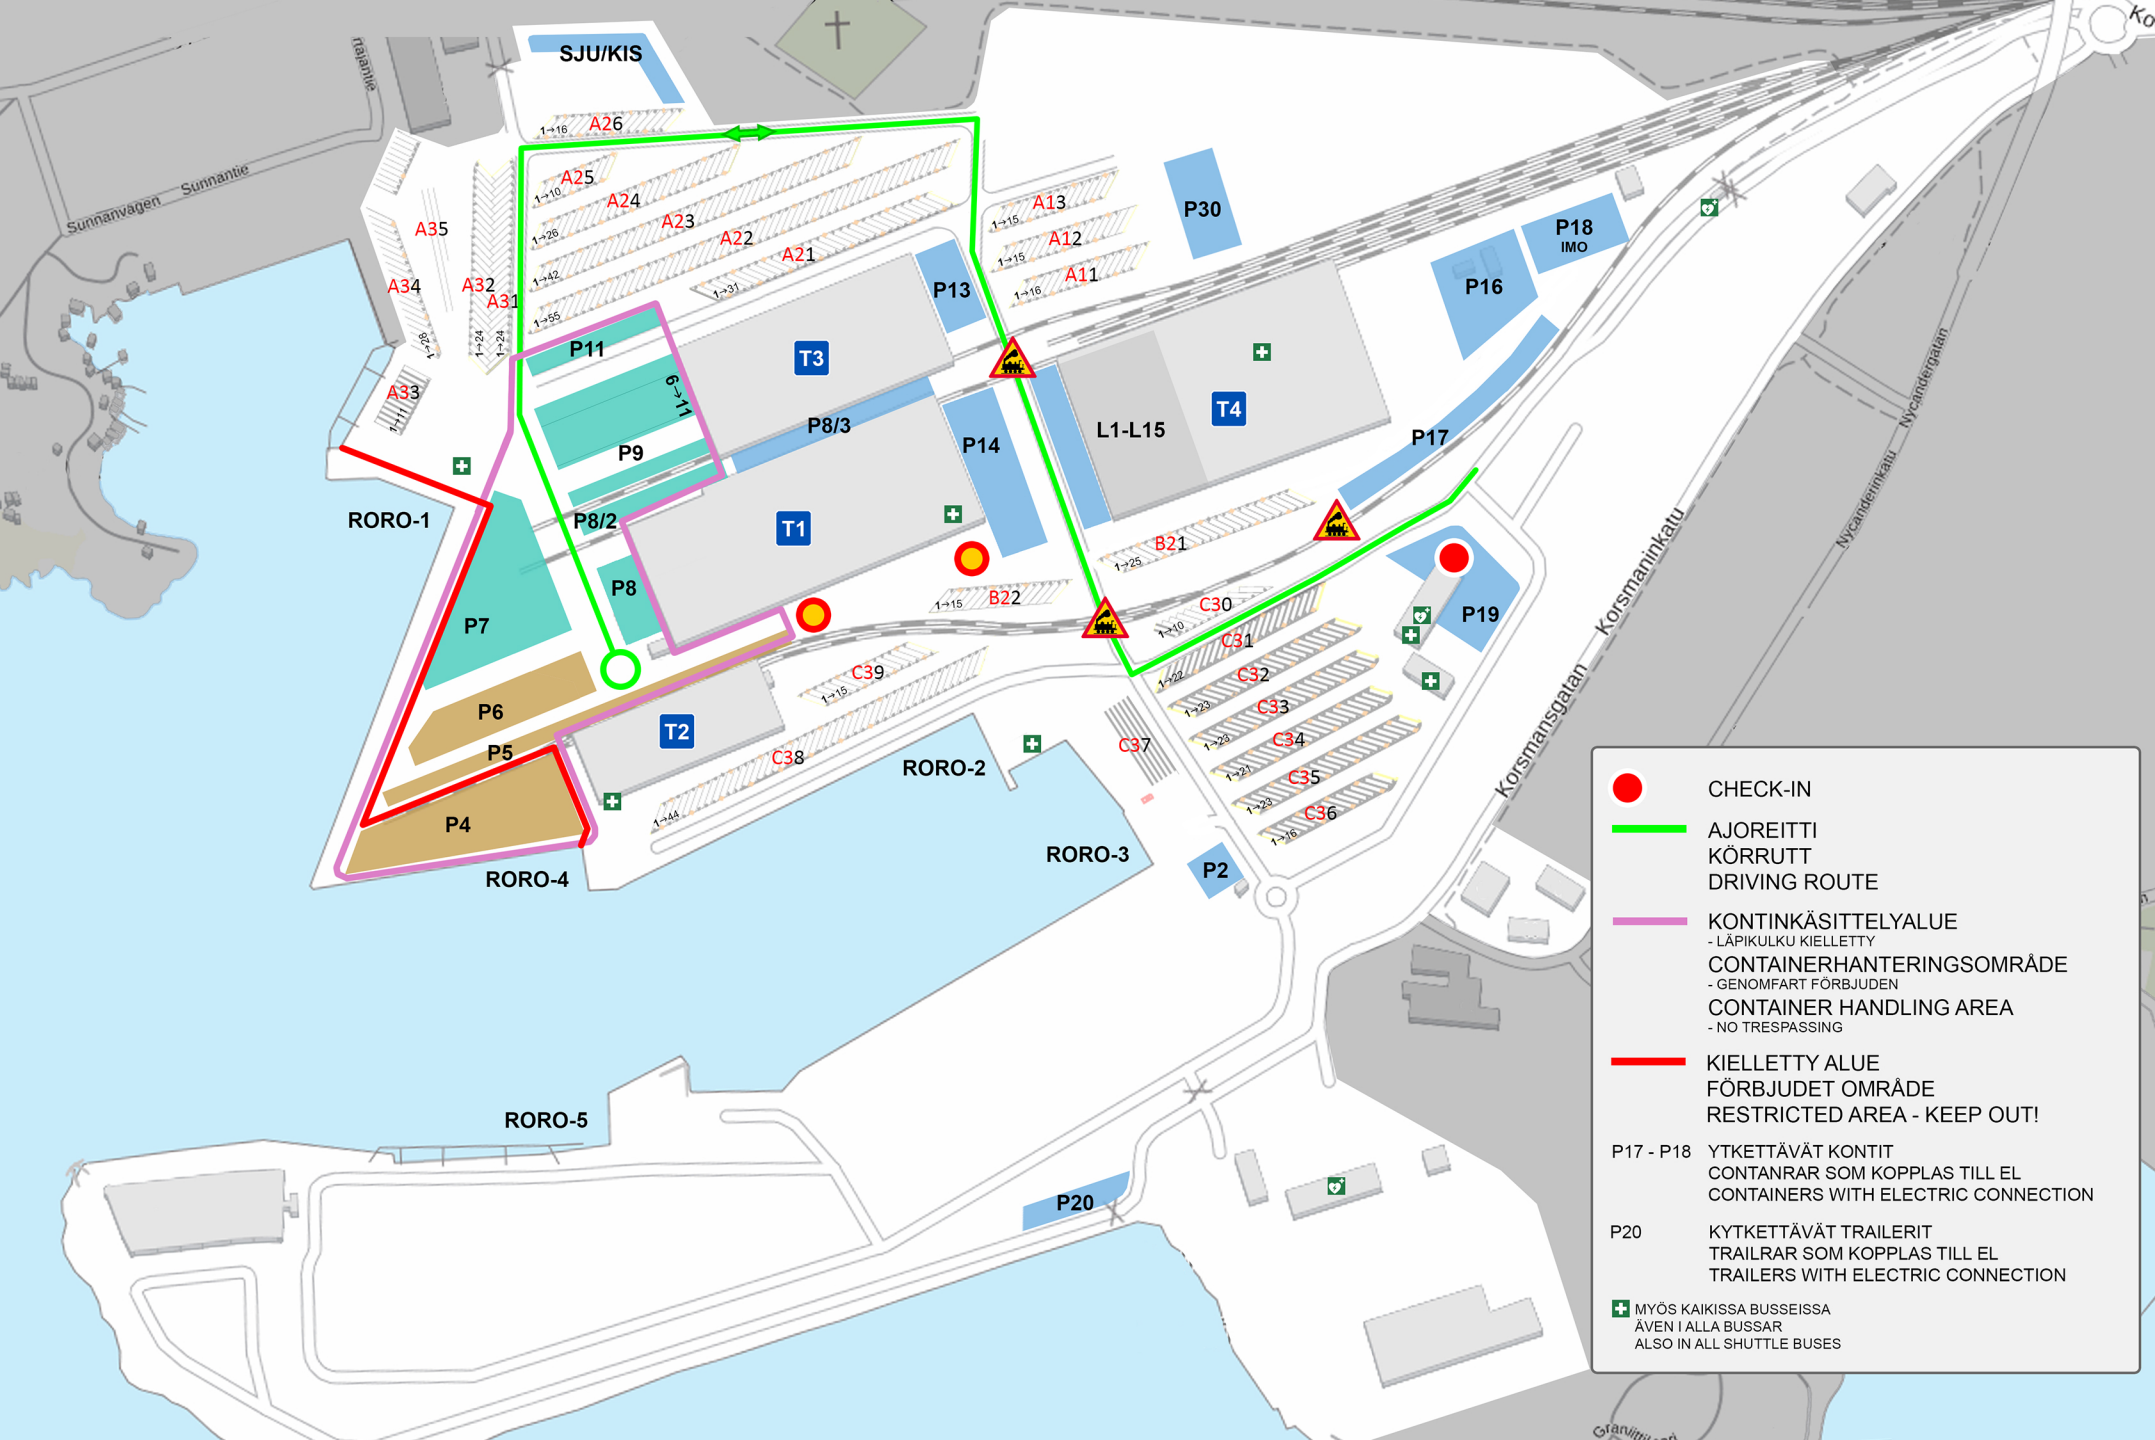 SJU/KIS
A26
1→16
Sunnanvägen
Sunnantie
A25
1→10
A24
1→26
A23
1→42
A22
1→55
A21
1→31
A35
A34
1→28
A32
A31
1→24
1→24
A33
1→11
A13
1→15
A12
1→15
A11
1→16
P30
P18
IMO
P16
P13
P11
T3
6→11
P9
P8/3
P14
L1-L15
T4
P17
RORO-1
P8/2
T1
B21
1→25
P8
B22
1→15
C30
1→10
P19
P7
C31
1→22
C32
1→23
C33
1→23
C34
1→21
C35
1→23
C36
1→16
C37
C39
1→15
C38
1→44
P6
P5
T2
P4
RORO-2
RORO-3
RORO-4
P2
RORO-5
P20
Korsmaninkatu
Korsmansgatan
Nycandergatan
Nycanderinkatu
Ko
Graniittitaari
CHECK-IN
AJOREITTI
KÖRRUTT
DRIVING ROUTE
KONTINKÄSITTELYALUE
- LÄPIKULKU KIELLETTY
CONTAINERHANTERINGSOMRÅDE
- GENOMFART FÖRBJUDEN
CONTAINER HANDLING AREA
- NO TRESPASSING
KIELLETTY ALUE
FÖRBJUDET OMRÅDE
RESTRICTED AREA - KEEP OUT!
P17 - P18 YTKETTÄVÄT KONTIT
CONTANRAR SOM KOPPLAS TILL EL
CONTAINERS WITH ELECTRIC CONNECTION
P20 KYTKETTÄVÄT TRAILERIT
TRAILRAR SOM KOPPLAS TILL EL
TRAILERS WITH ELECTRIC CONNECTION
MYÖS KAIKISSA BUSSEISSA
ÄVEN I ALLA BUSSAR
ALSO IN ALL SHUTTLE BUSES